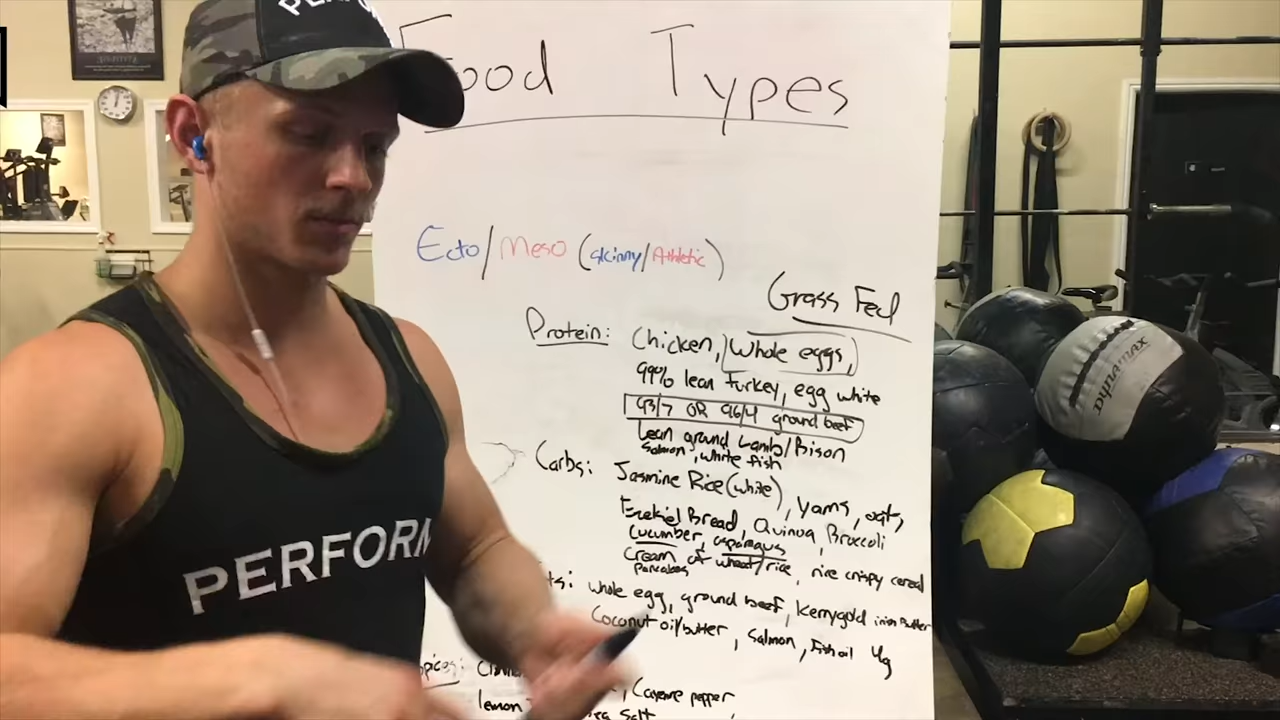 Food Types
Ecto/Meso (skinny/Athletic)
Grass Fed
Protein: Chicken, Whole eggs,
99% lean turkey, egg white
93/7 OR 96/4 ground beef
Lean ground Lamb/Bison
Salmon, white fish
Carbs: Jasmine Rice (white), Yams, oats,
Ezekiel Bread, Quinoa, Broccoli
Cucumber, asparagus
Cream of wheat/rice, rice crispy cereal
Pancakes
whole egg, ground beef, Kerrygold irish Butter
Coconut oil/butter, Salmon, Fish oil 4g
Cayenne pepper
lemon
Salt
PERFORM
DYNAMAX